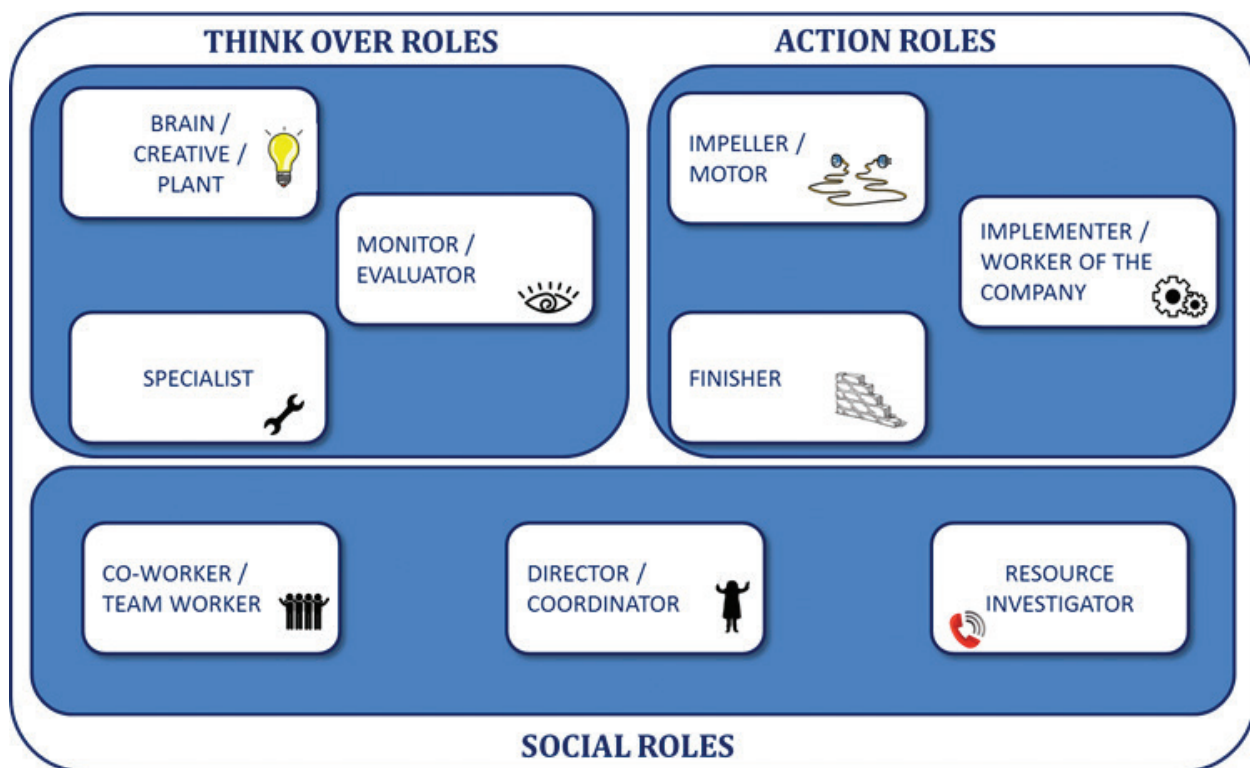 THINK OVER ROLES
BRAIN /
CREATIVE /
PLANT
MONITOR /
EVALUATOR
SPECIALIST
ACTION ROLES
IMPELLER /
MOTOR
IMPLEMENTER /
WORKER OF THE
COMPANY
FINISHER
CO-WORKER /
TEAM WORKER
DIRECTOR /
COORDINATOR
RESOURCE
INVESTIGATOR
SOCIAL ROLES